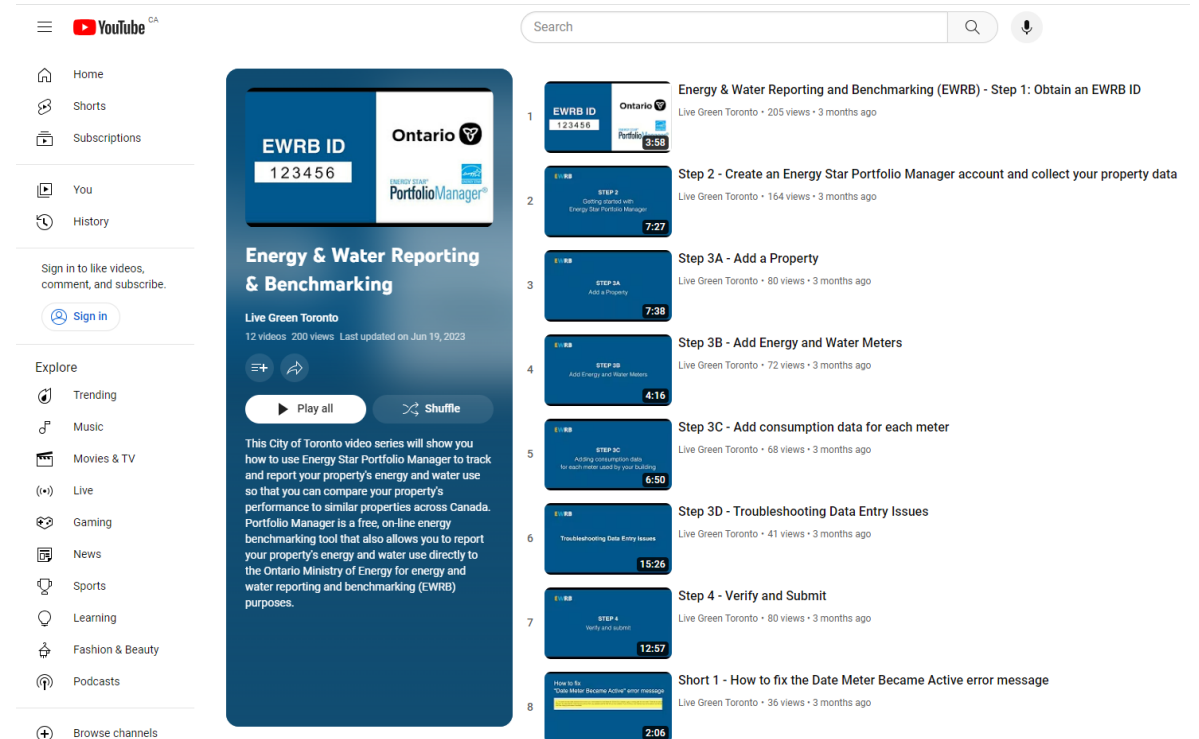 YouTube CA
Search
Home
Shorts
Subscriptions
You
History
Sign in to like videos,
comment, and subscribe.
Sign in
Explore
Trending
Music
Movies & TV
Live
Gaming
News
Sports
Learning
Fashion & Beauty
Podcasts
Browse channels
EWRB ID
123456
Ontario
ENERGY STAR®
PortfolioManager®
Energy & Water Reporting
& Benchmarking
Live Green Toronto
12 videos 200 views Last updated on Jun 19, 2023
Play all
Shuffle
This City of Toronto video series will show you
how to use Energy Star Portfolio Manager to track
and report your property's energy and water use
so that you can compare your property's
performance to similar properties across Canada.
Portfolio Manager is a free, on-line energy
benchmarking tool that also allows you to report
your property's energy and water use directly to
the Ontario Ministry of Energy for energy and
water reporting and benchmarking (EWRB)
purposes.
1
EWRB ID
123456
Ontario
3:58
Energy & Water Reporting and Benchmarking (EWRB) - Step 1: Obtain an EWRB ID
Live Green Toronto • 205 views • 3 months ago
2
EWRB
STEP 2
Getting started with
Energy Star Portfolio Manager
7:27
Step 2 - Create an Energy Star Portfolio Manager account and collect your property data
Live Green Toronto • 164 views • 3 months ago
3
EWRB
STEP 3A
Add a Property
7:38
Step 3A - Add a Property
Live Green Toronto • 80 views • 3 months ago
4
EWRB
STEP 3B
Add Energy and Water Meters
4:16
Step 3B - Add Energy and Water Meters
Live Green Toronto • 72 views • 3 months ago
5
EWRB
STEP 3C
Adding consumption data
for each meter used by your building
6:50
Step 3C - Add consumption data for each meter
Live Green Toronto • 68 views • 3 months ago
6
EWRB
Troubleshooting Data Entry Issues
15:26
Step 3D - Troubleshooting Data Entry Issues
Live Green Toronto • 41 views • 3 months ago
7
EWRB
STEP 4
Verify and submit
12:57
Step 4 - Verify and Submit
Live Green Toronto • 80 views • 3 months ago
8
How to fix
"Date Meter Became Active" error message
2:06
Short 1 - How to fix the Date Meter Became Active error message
Live Green Toronto • 36 views • 3 months ago